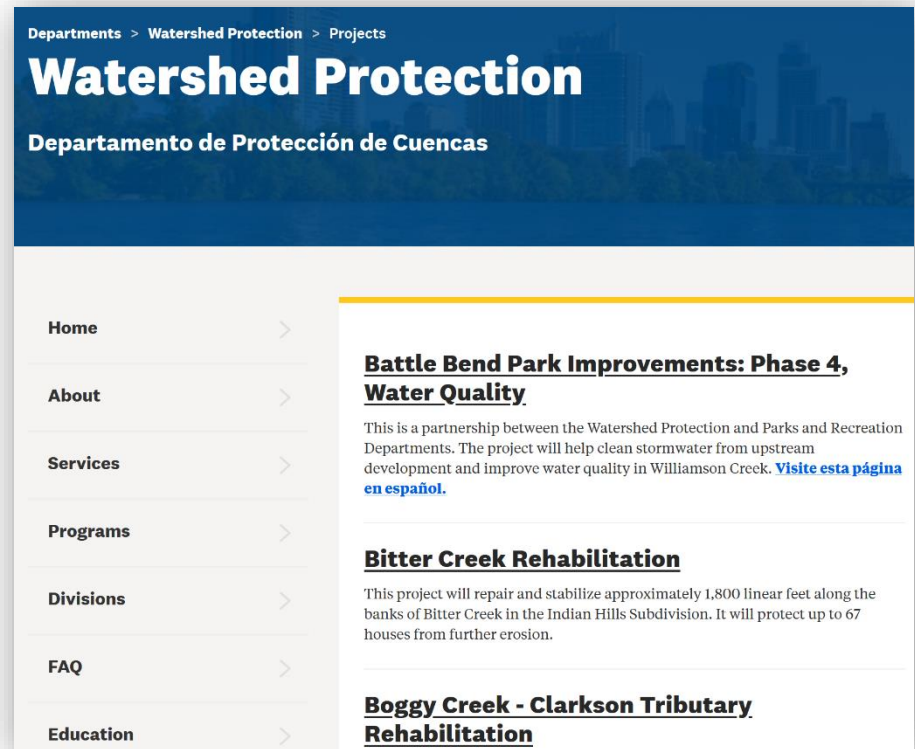 Departments > Watershed Protection > Projects
Watershed Protection
Departamento de Protección de Cuencas
Home
About
Services
Programs
Divisions
FAQ
Education
Battle Bend Park Improvements: Phase 4,
Water Quality
This is a partnership between the Watershed Protection and Parks and Recreation
Departments. The project will help clean stormwater from upstream
development and improve water quality in Williamson Creek. Visite esta página
en español.
Bitter Creek Rehabilitation
This project will repair and stabilize approximately 1,800 linear feet along the
banks of Bitter Creek in the Indian Hills Subdivision. It will protect up to 67
houses from further erosion.
Boggy Creek - Clarkson Tributary
Rehabilitation